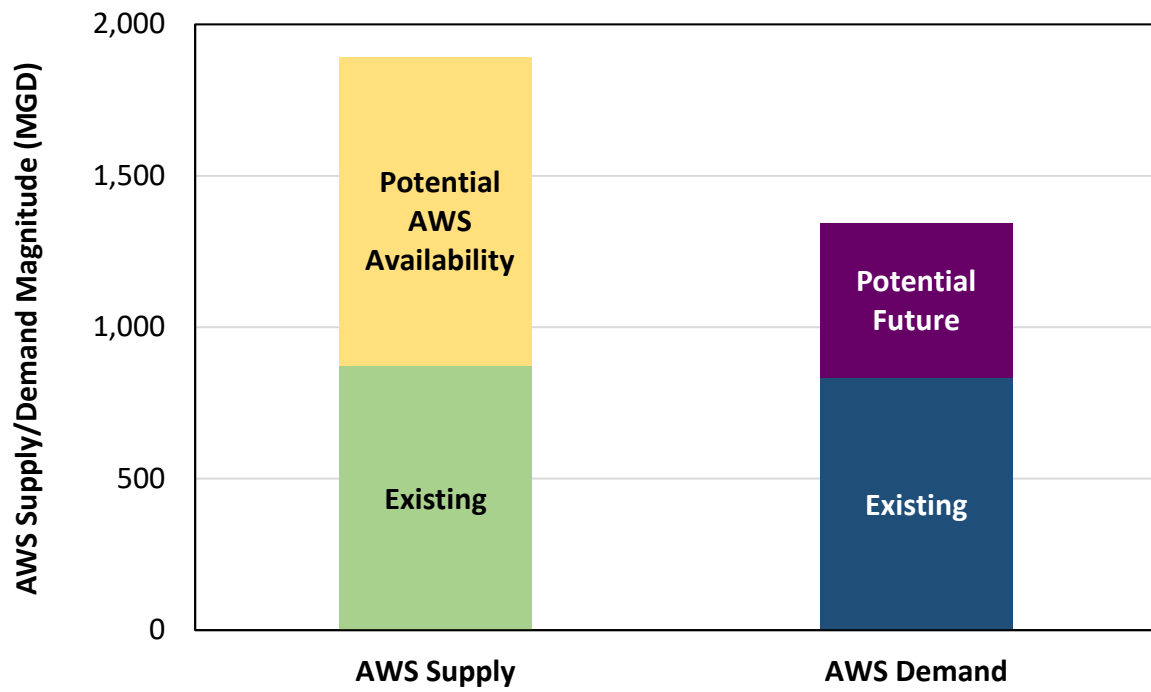 AWS Supply/Demand Magnitude (MGD)
2,000
1,500
1,000
500
0
Potential
AWS
Availability
Existing
Potential
Future
Existing
AWS Supply
AWS Demand